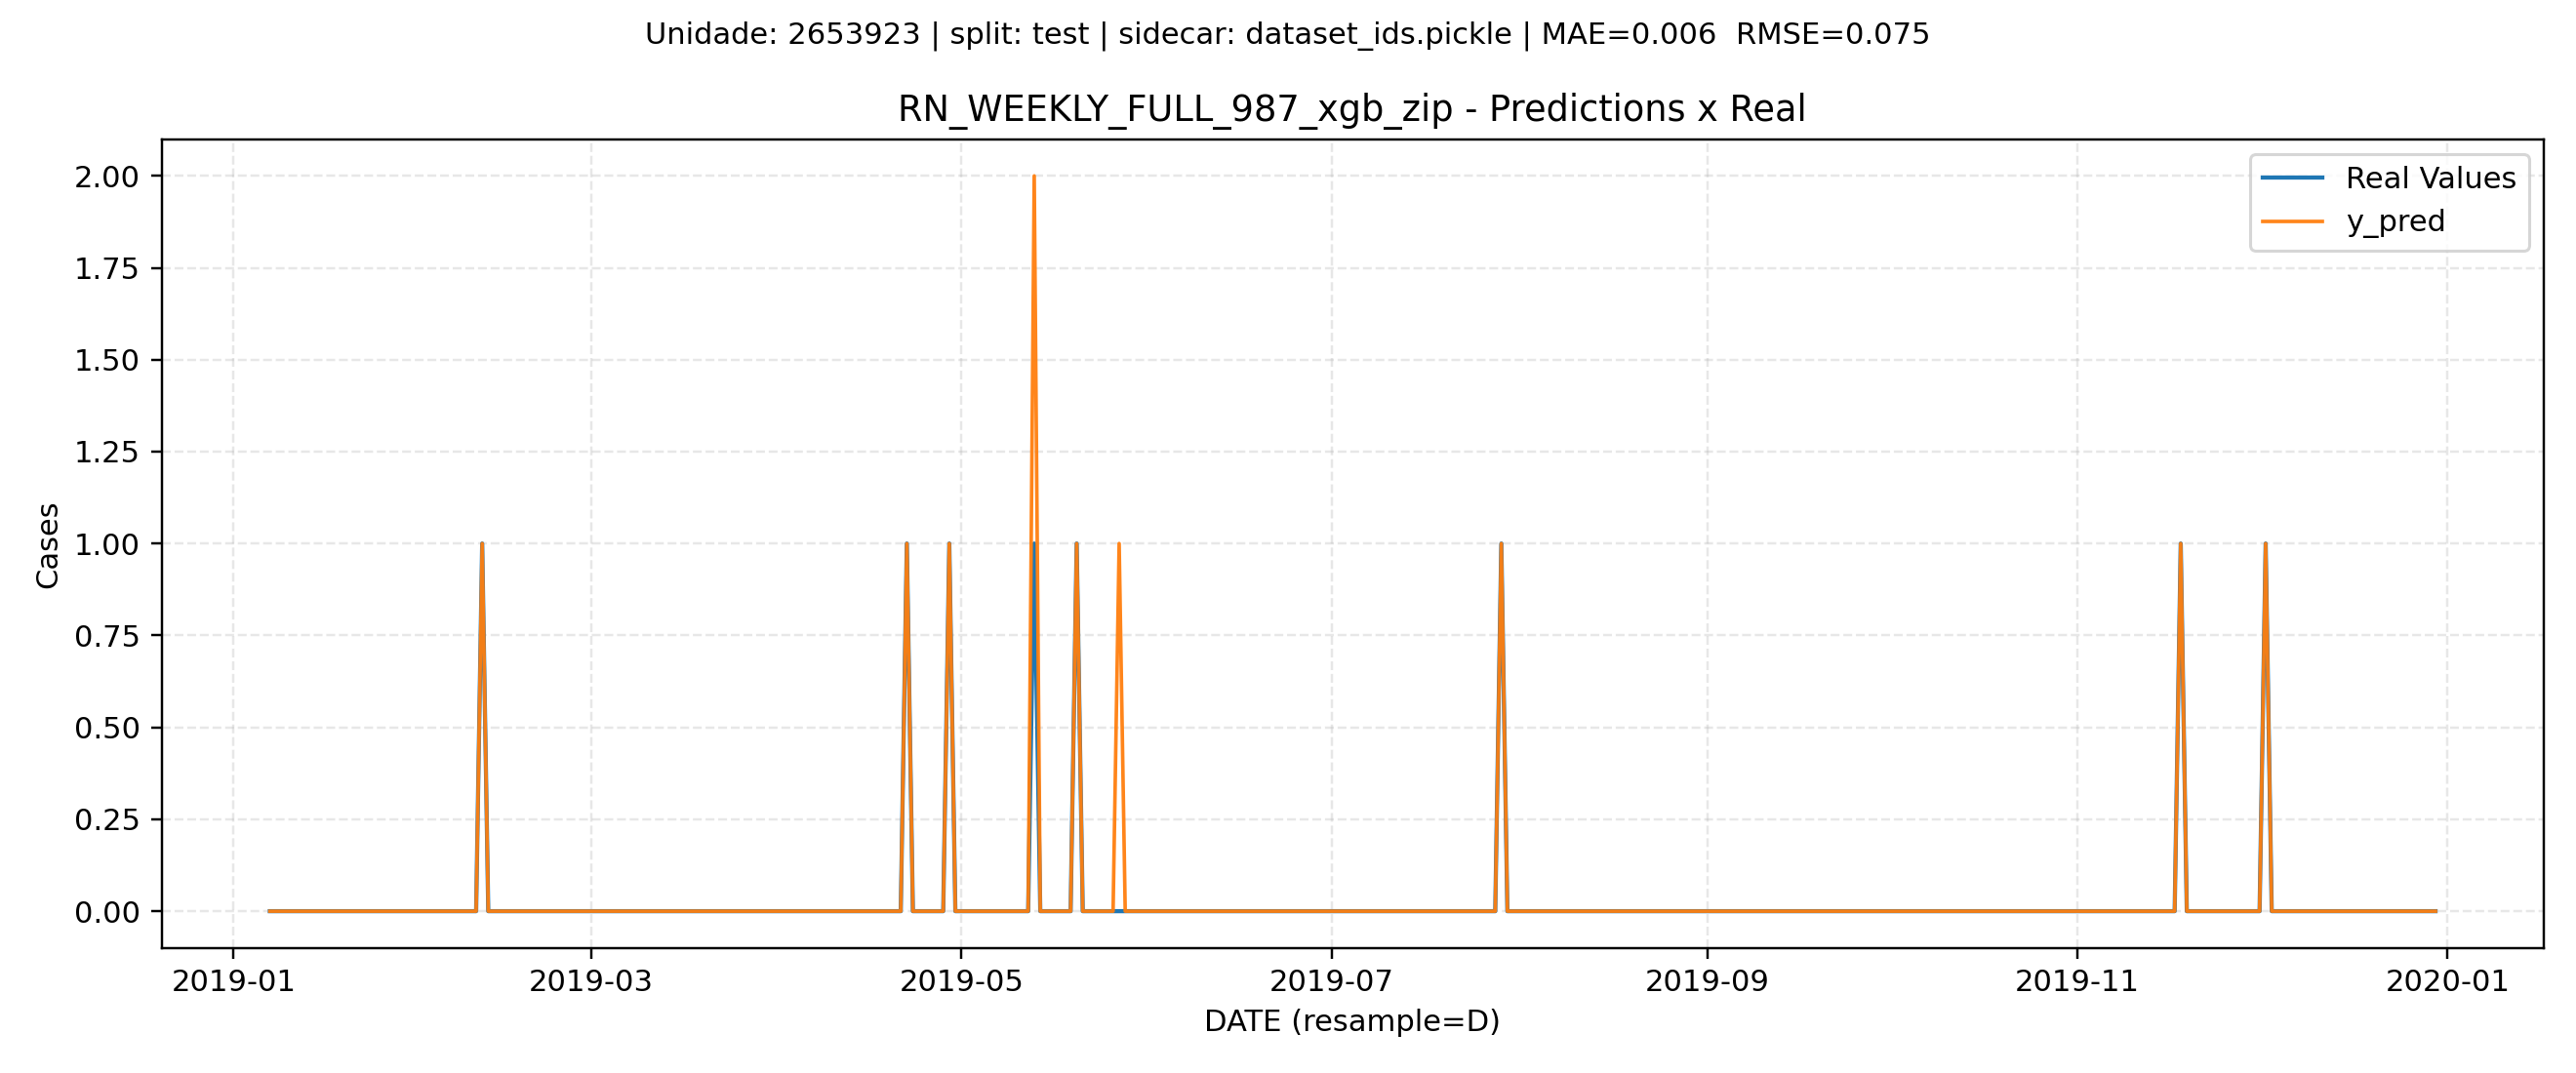 Unidade: 2653923 | split: test | sidecar: dataset_ids.pickle | MAE=0.006  RMSE=0.075
RN_WEEKLY_FULL_987_xgb_zip - Predictions x Real
Real Values
y_pred
2.00
1.75
1.50
1.25
1.00
0.75
0.50
0.25
0.00
Cases
2019-01
2019-03
2019-05
2019-07
2019-09
2019-11
2020-01
DATE (resample=D)